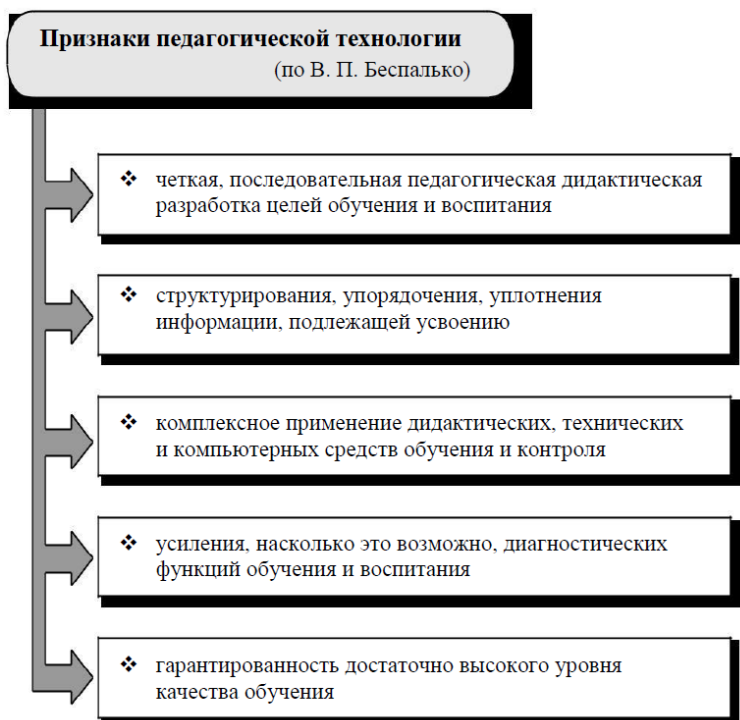 Признаки педагогической технологии
(по В. П. Беспалько)
❖ четкая, последовательная педагогическая дидактическая
разработка целей обучения и воспитания
❖ структурирования, упорядочения, уплотнения
информации, подлежащей усвоению
❖ комплексное применение дидактических, технических
и компьютерных средств обучения и контроля
❖ усиления, насколько это возможно, диагностических
функций обучения и воспитания
❖ гарантированность достаточно высокого уровня
качества обучения